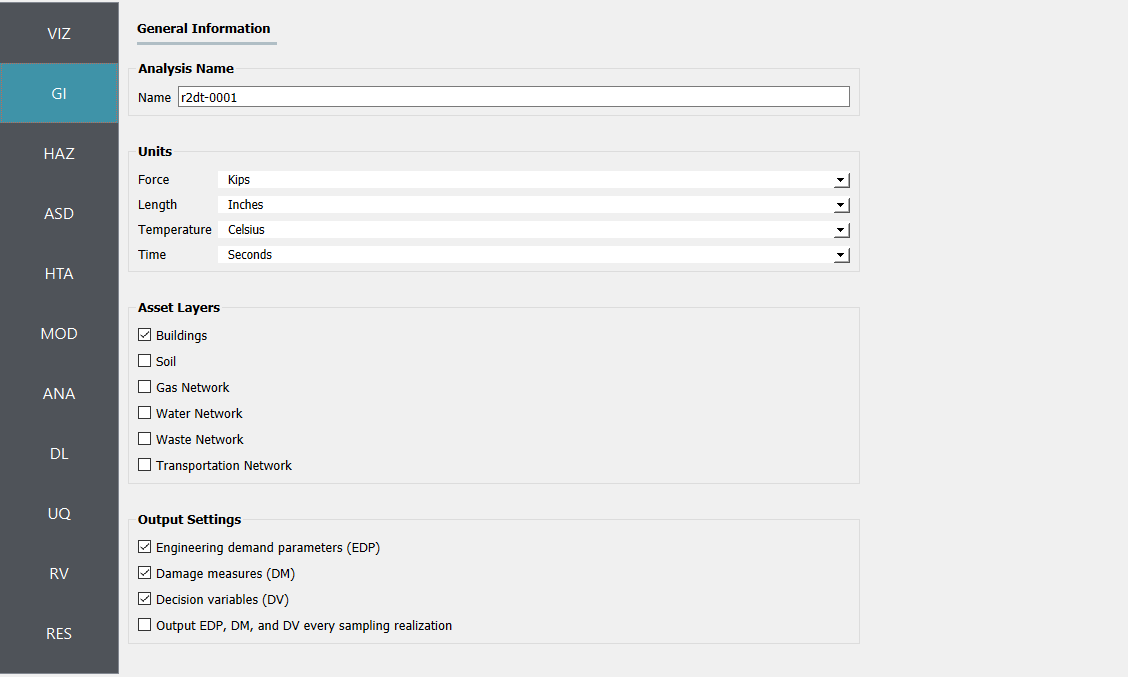 VIZ
GI
HAZ
ASD
HTA
MOD
ANA
DL
UQ
RV
RES
General Information
Analysis Name
Name r2dt-0001
Units
Force Kips
Length Inches
Temperature Celsius
Time Seconds
Asset Layers
Buildings
Soil
Gas Network
Water Network
Waste Network
Transportation Network
Output Settings
Engineering demand parameters (EDP)
Damage measures (DM)
Decision variables (DV)
Output EDP, DM, and DV every sampling realization